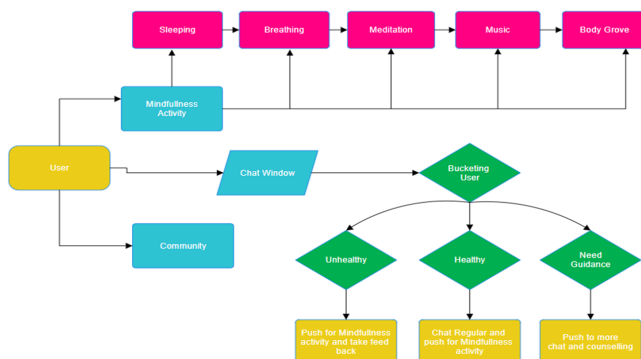 Sleeping
Breathing
Meditation
Music
Body Grove
Mindfullness
Activity
User
Chat Window
Bucketing
User
Community
Unhealthy
Healthy
Need
Guidance
Push for Mindfullness
activity and take feed
back
Chat Regular and
push for Mindfullness
activity
Push to more
chat and counselling